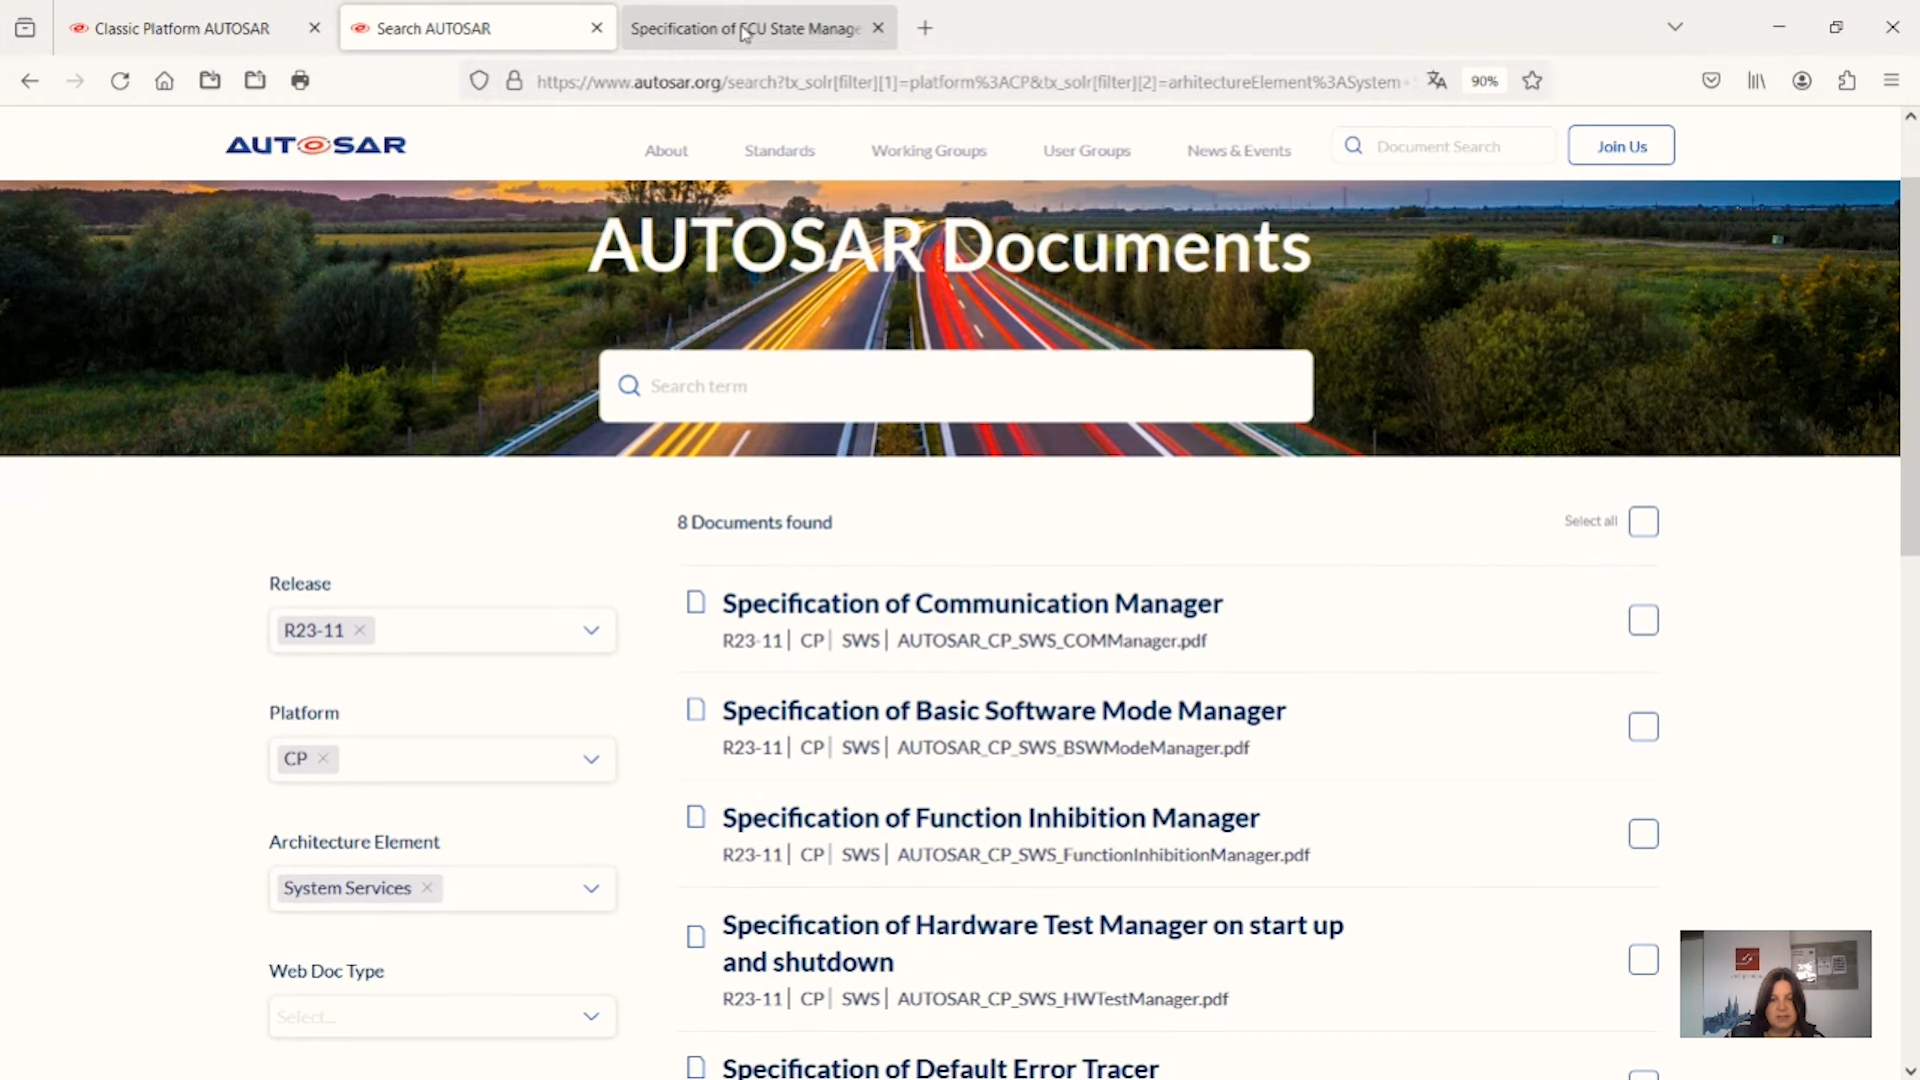 Classic Platform AUTOSAR
Search AUTOSAR
Specification of ECU State Manage
https://www.autosar.org/search?tx_solr[filter][1]=platform%3ACP&tx_solr[filter][2]=arhitectureElement%3ASystem+
90%
AUTOSAR
About
Standards
Working Groups
User Groups
News & Events
Document Search
Join Us
AUTOSAR Documents
Search term
8 Documents found
Select all
Release
R23-11
Platform
CP
Architecture Element
System Services
Web Doc Type
Select...
Specification of Communication Manager
R23-11 | CP | SWS | AUTOSAR_CP_SWS_COMManager.pdf
Specification of Basic Software Mode Manager
R23-11 | CP | SWS | AUTOSAR_CP_SWS_BSWModeManager.pdf
Specification of Function Inhibition Manager
R23-11 | CP | SWS | AUTOSAR_CP_SWS_FunctionInhibitionManager.pdf
Specification of Hardware Test Manager on start up
and shutdown
R23-11 | CP | SWS | AUTOSAR_CP_SWS_HWTestManager.pdf
Specification of Default Error Tracer